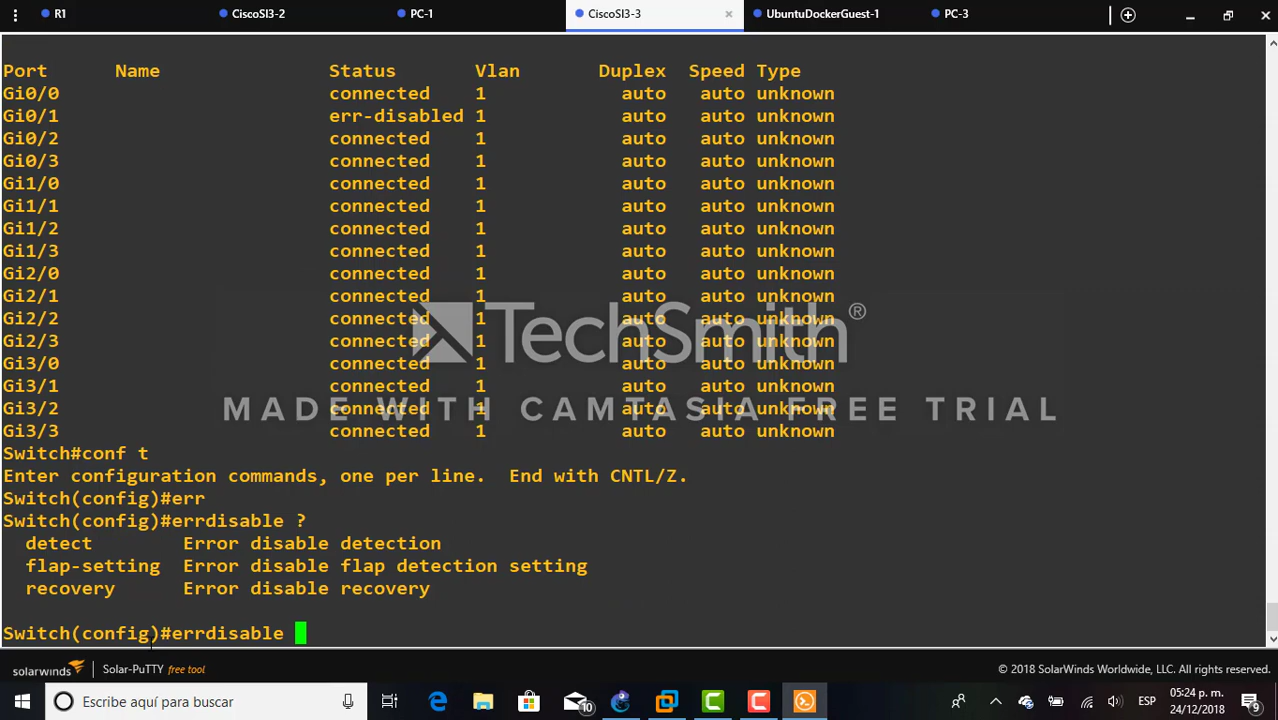 R1 CiscoSI3-2 PC-1 CiscoSI3-3 × UbuntuDockerGuest-1 PC-3
Port Name Status Vlan Duplex Speed Type
Gi0/0 connected 1 auto auto unknown
Gi0/1 err-disabled 1 auto auto unknown
Gi0/2 connected 1 auto auto unknown
Gi0/3 connected 1 auto auto unknown
Gi1/0 connected 1 auto auto unknown
Gi1/1 connected 1 auto auto unknown
Gi1/2 connected 1 auto auto unknown
Gi1/3 connected 1 auto auto unknown
Gi2/0 connected 1 auto auto unknown
Gi2/1 connected 1 auto auto unknown
Gi2/2 connected 1 auto auto unknown
Gi2/3 connected 1 auto auto unknown
Gi3/0 connected 1 auto auto unknown
Gi3/1 connected 1 auto auto unknown
Gi3/2 connected 1 auto auto unknown
Gi3/3 connected 1 auto auto unknown
TechSmith®
MADE WITH CAMTASIA FREE TRIAL
Switch#conf t
Enter configuration commands, one per line.  End with CNTL/Z.
Switch(config)#err
Switch(config)#errdisable ?
detect Error disable detection
flap-setting Error disable flap detection setting
recovery Error disable recovery
Switch(config)#errdisable
solarwinds Solar-PuTTY free tool © 2018 SolarWinds Worldwide, LLC. All rights reserved.
Escribe aquí para buscar 10 ESP 05:24 p. m.
24/12/2018 9